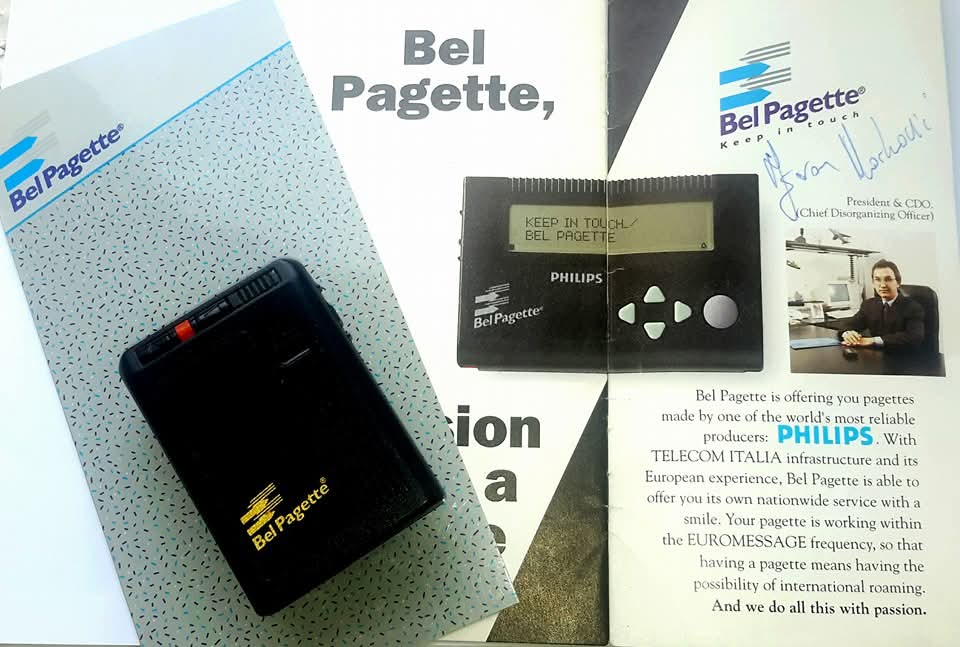 Bel Pagette®
Bel Pagette®
Bel
Pagette,
sion
a
e
KEEP IN TOUCH/
BEL PAGETTE
PHILIPS
Bel Pagette®
Bel Pagette®
Keep in touch
President & CDO.
(Chief Disorganizing Officer)
Bel Pagette is offering you pagettes
made by one of the world's most reliable
producers: PHILIPS. With
TELECOM ITALIA infrastructure and its
European experience, Bel Pagette is able to
offer you its own nationwide service with a
smile. Your pagette is working within
the EUROMESSAGE frequency, so that
having a pagette means having the
possibility of international roaming.
And we do all this with passion.